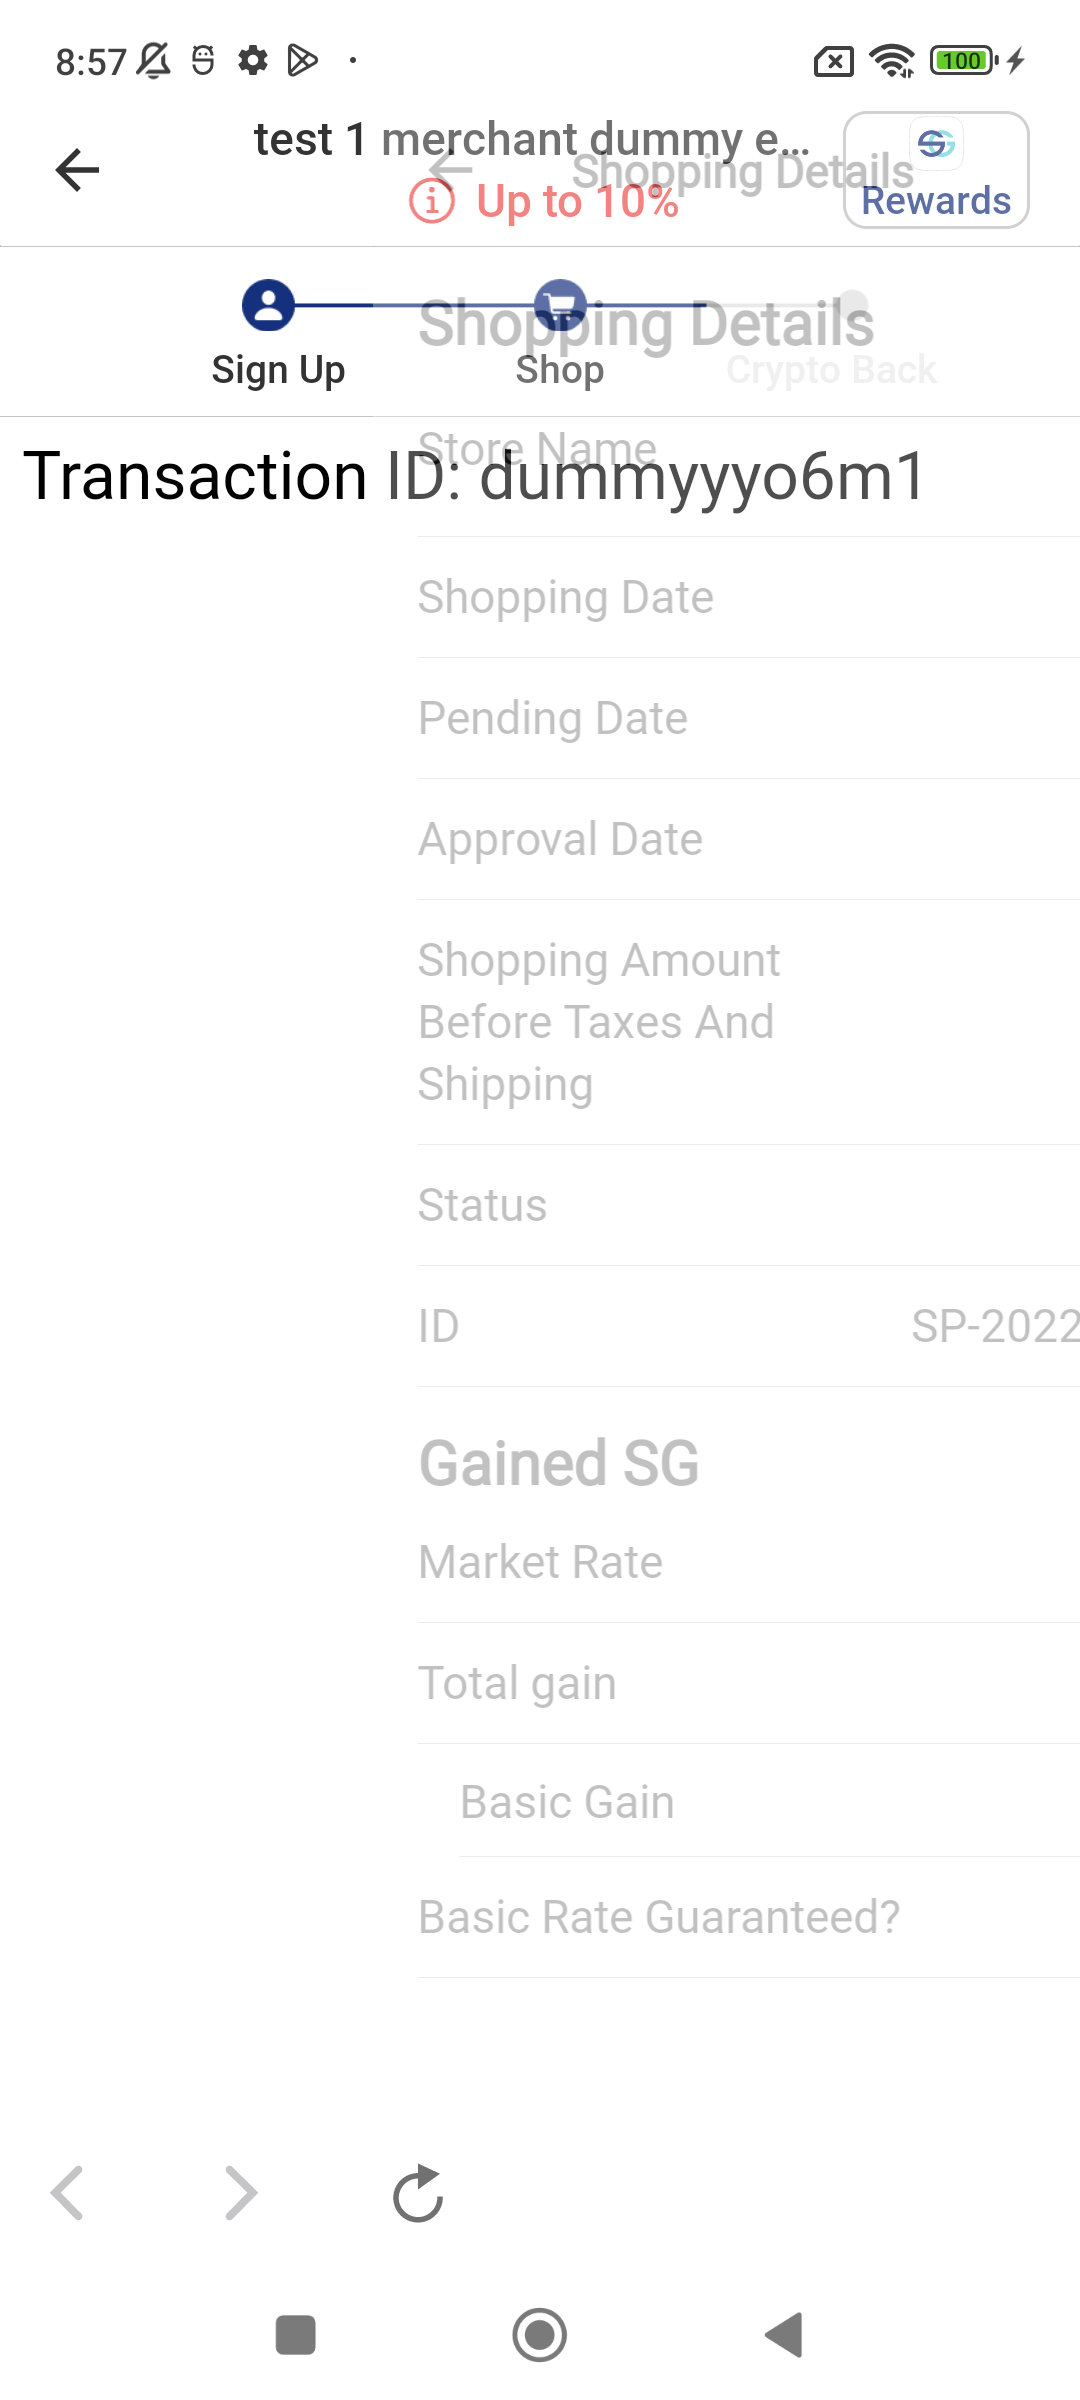 8:57
100
test 1 merchant dummy e...
Shopping Details
Up to 10%
Rewards
Shopping Details
Sign Up
Shop
Crypto Back
Store Name
Transaction ID: dummyyyo6m1
Shopping Date
Pending Date
Approval Date
Shopping Amount
Before Taxes And
Shipping
Status
ID
SP-2022
Gained SG
Market Rate
Total gain
Basic Gain
Basic Rate Guaranteed?